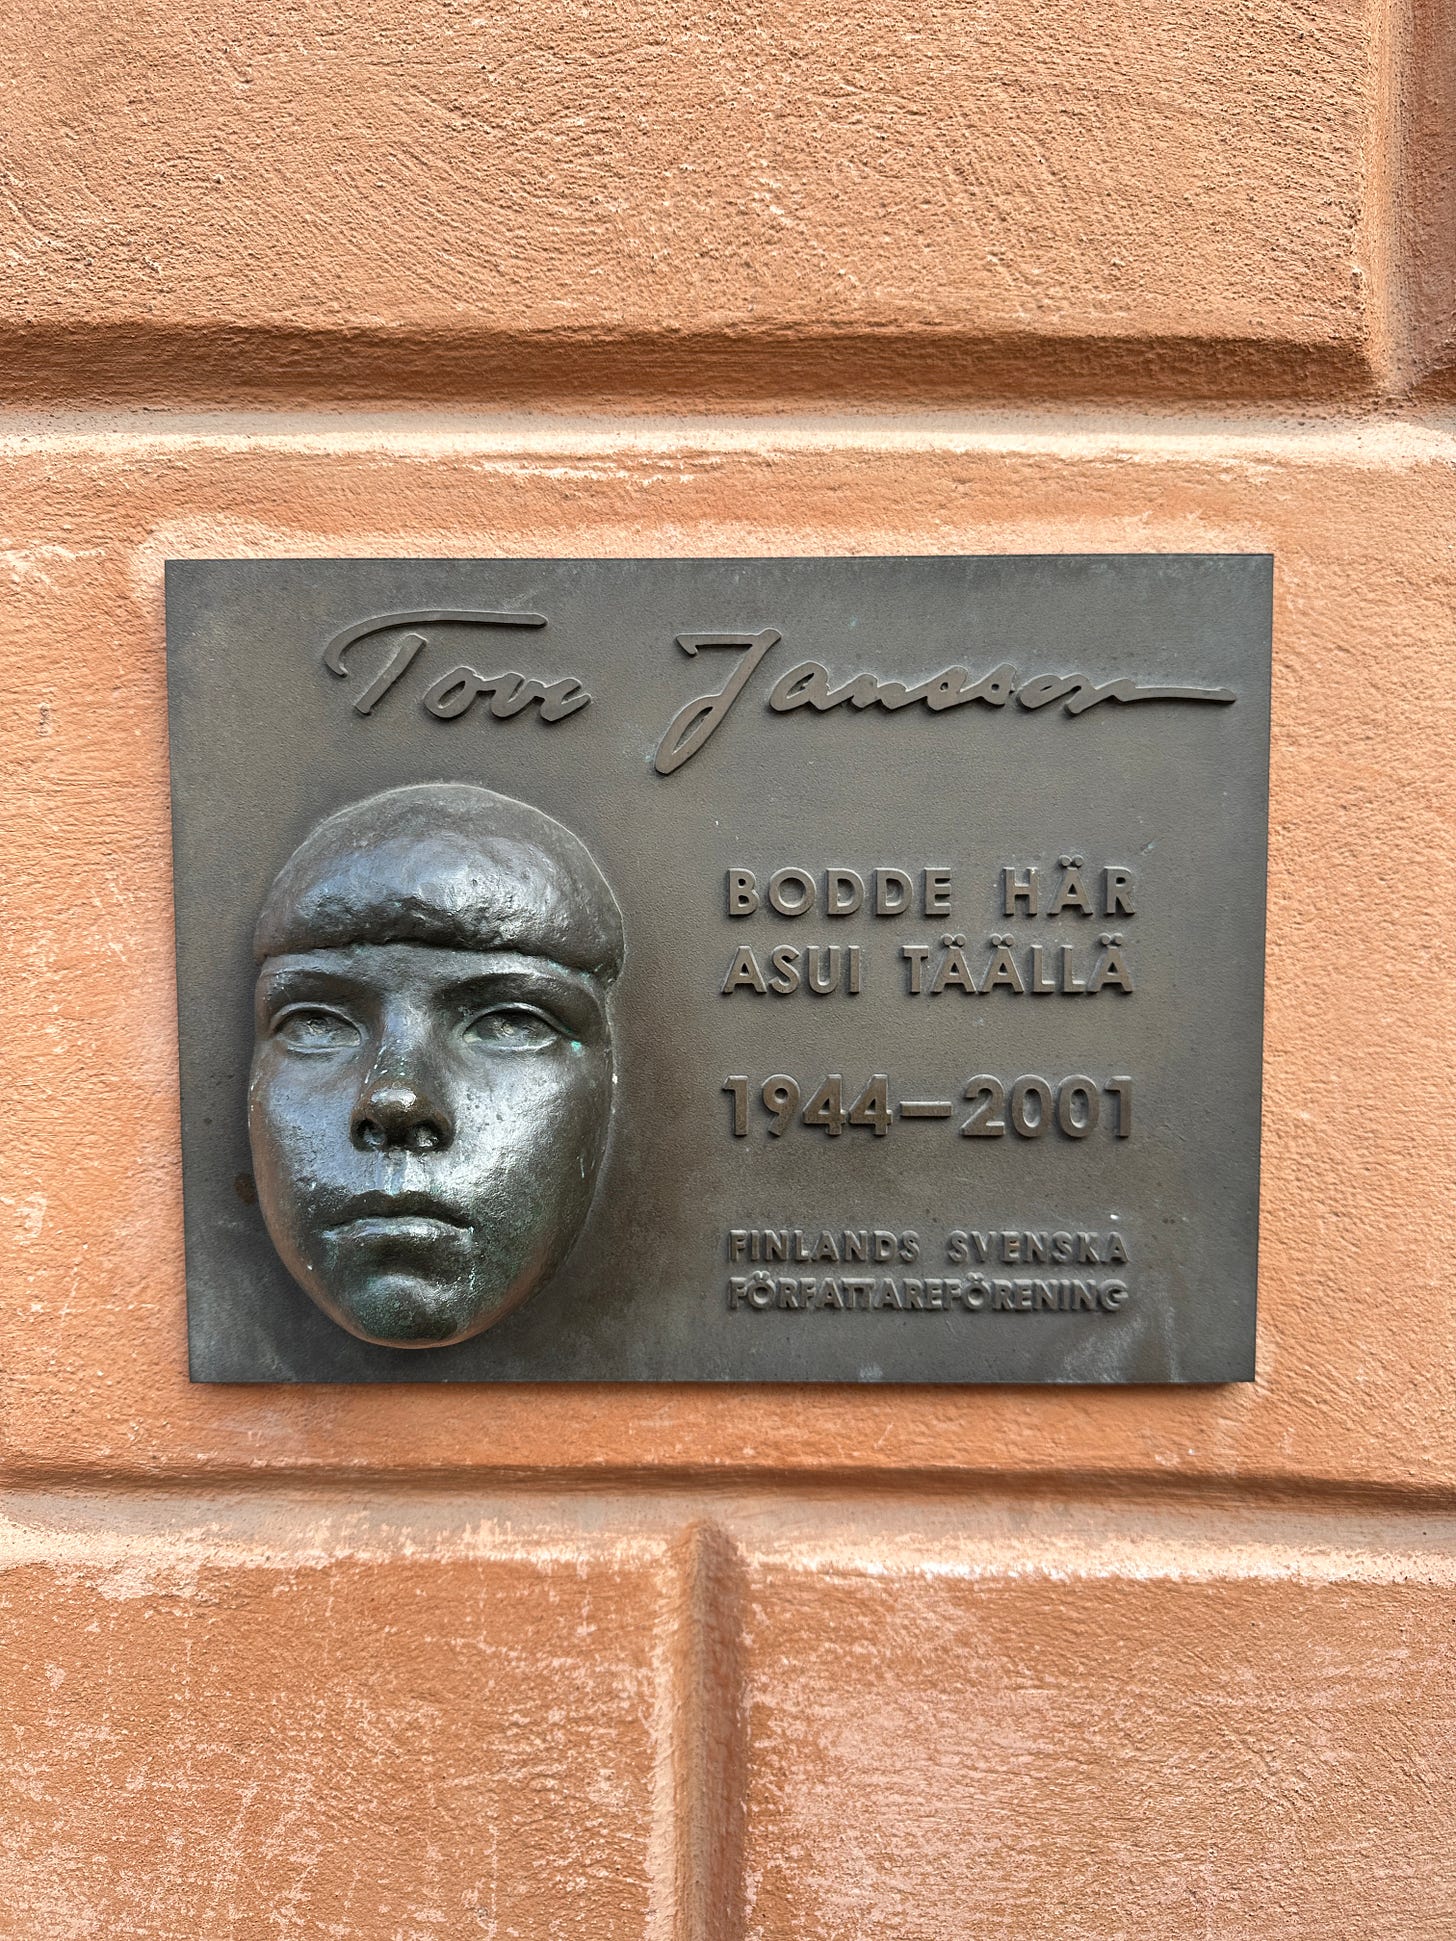 Tove Jansson
BODDE HÄR
ASUI TÄÄLLÄ
1944–2001
FINLANDS SVENSKA
FÖRFATTAREFÖRENING